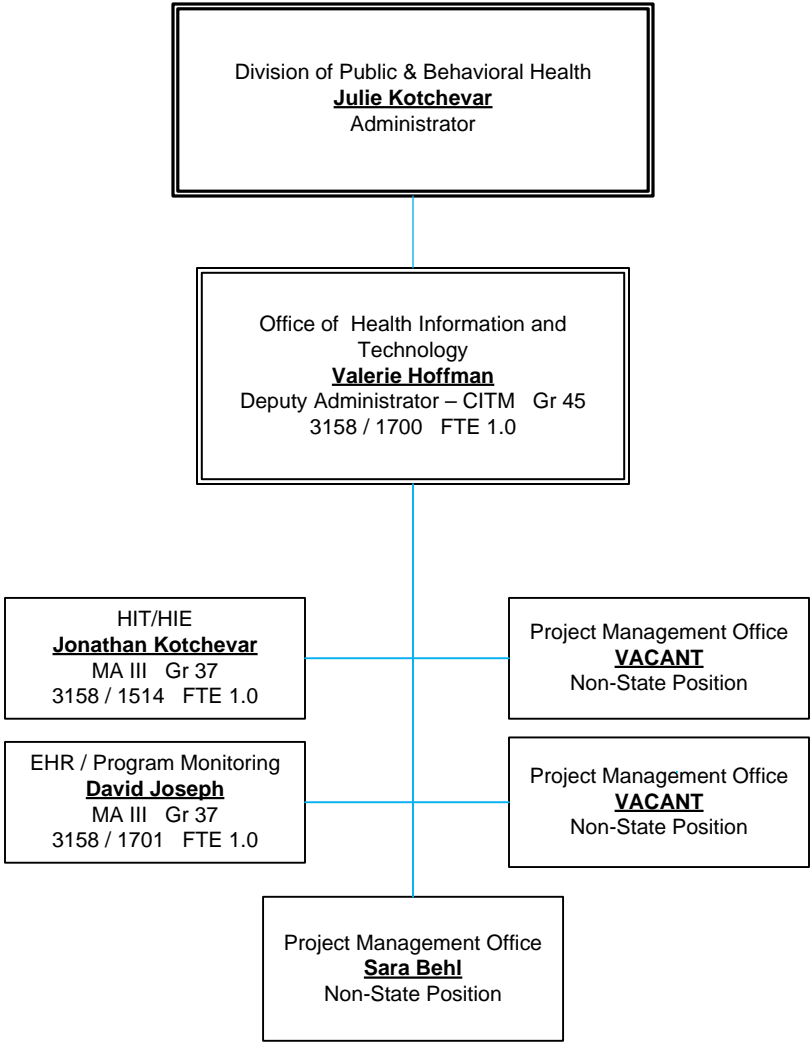 Division of Public & Behavioral Health
Julie Kotchevar
Administrator
Office of Health Information and
Technology
Valerie Hoffman
Deputy Administrator – CITM Gr 45
3158 / 1700 FTE 1.0
HIT/HIE
Jonathan Kotchevar
MA III Gr 37
3158 / 1514 FTE 1.0
Project Management Office
VACANT
Non-State Position
EHR / Program Monitoring
David Joseph
MA III Gr 37
3158 / 1701 FTE 1.0
Project Management Office
VACANT
Non-State Position
Project Management Office
Sara Behl
Non-State Position